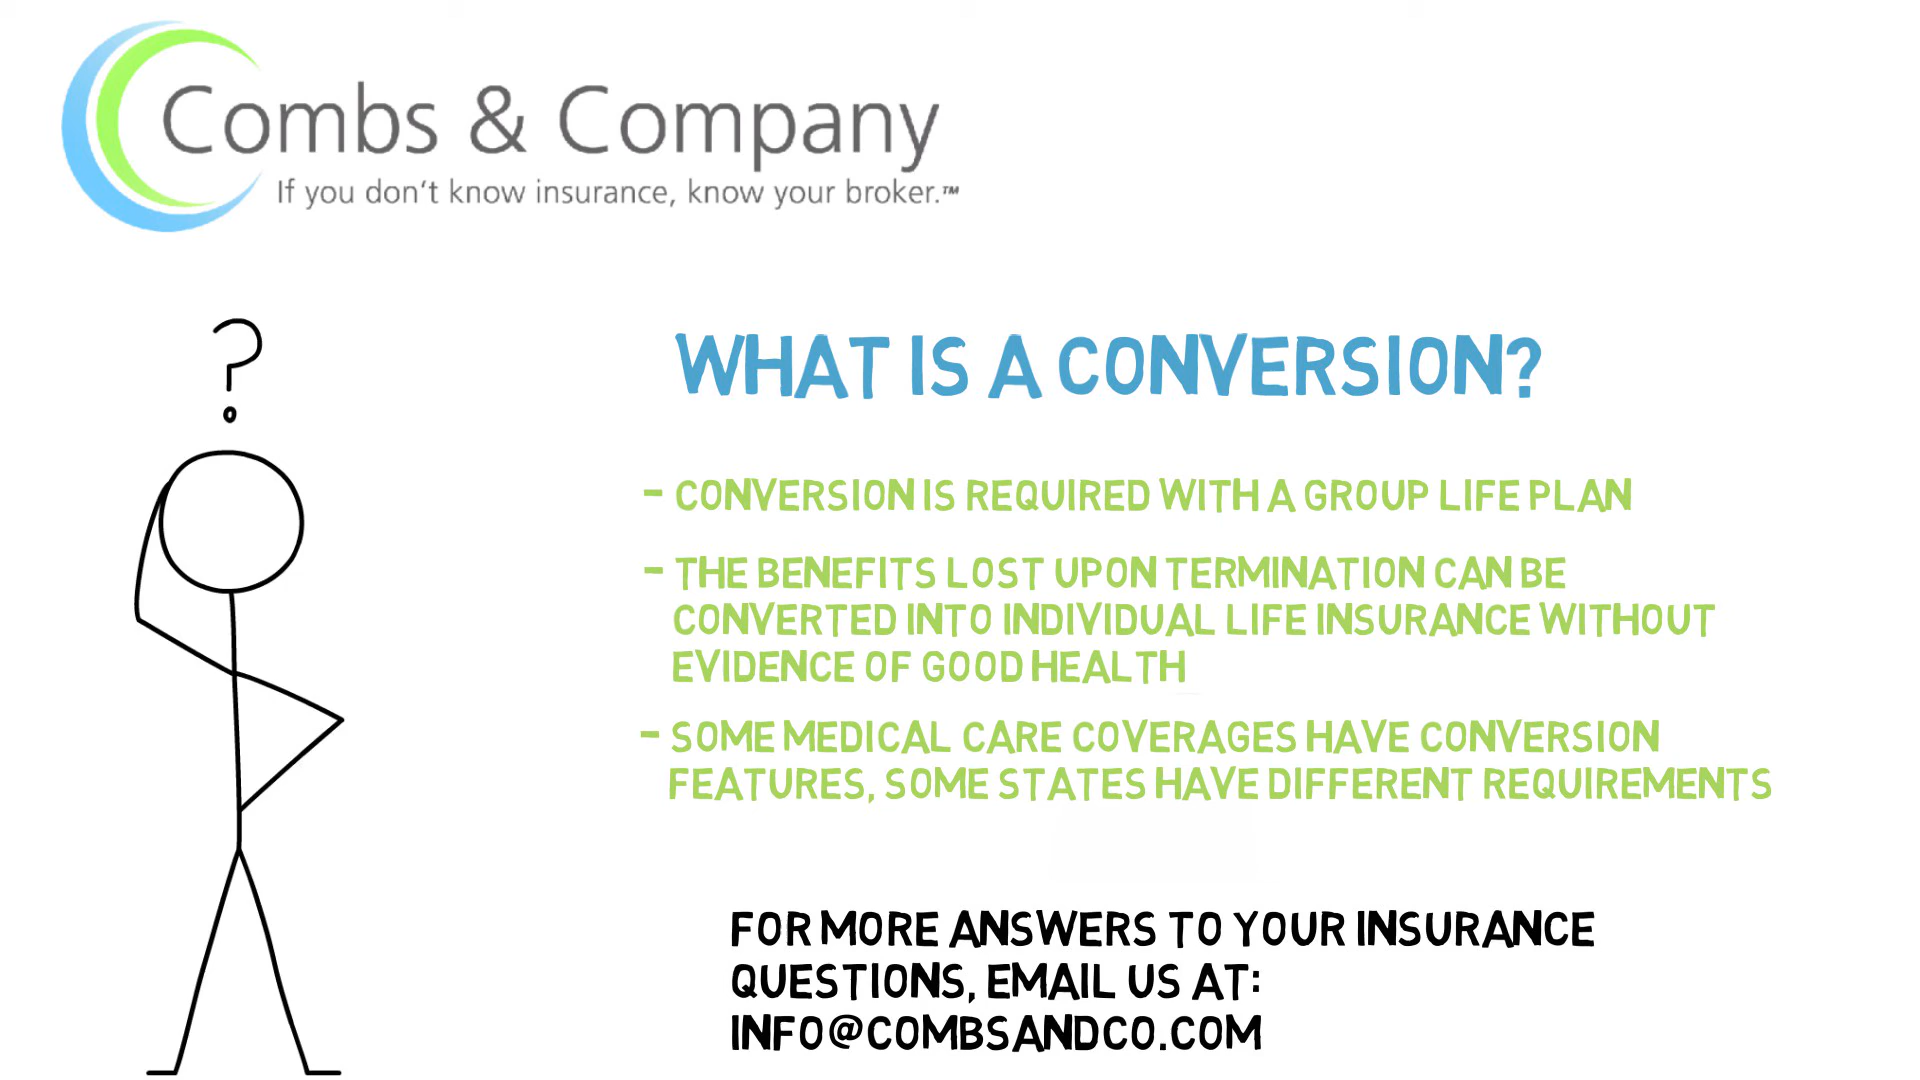 Combs & Company
If you don't know insurance, know your broker.™
?
WHAT IS A CONVERSION?
- CONVERSION IS REQUIRED WITH A GROUP LIFE PLAN
- THE BENEFITS LOST UPON TERMINATION CAN BE
CONVERTED INTO INDIVIDUAL LIFE INSURANCE WITHOUT
EVIDENCE OF GOOD HEALTH
- SOME MEDICAL CARE COVERAGES HAVE CONVERSION
FEATURES, SOME STATES HAVE DIFFERENT REQUIREMENTS
FOR MORE ANSWERS TO YOUR INSURANCE
QUESTIONS, EMAIL US AT:
INFO@COMBSANDCO.COM